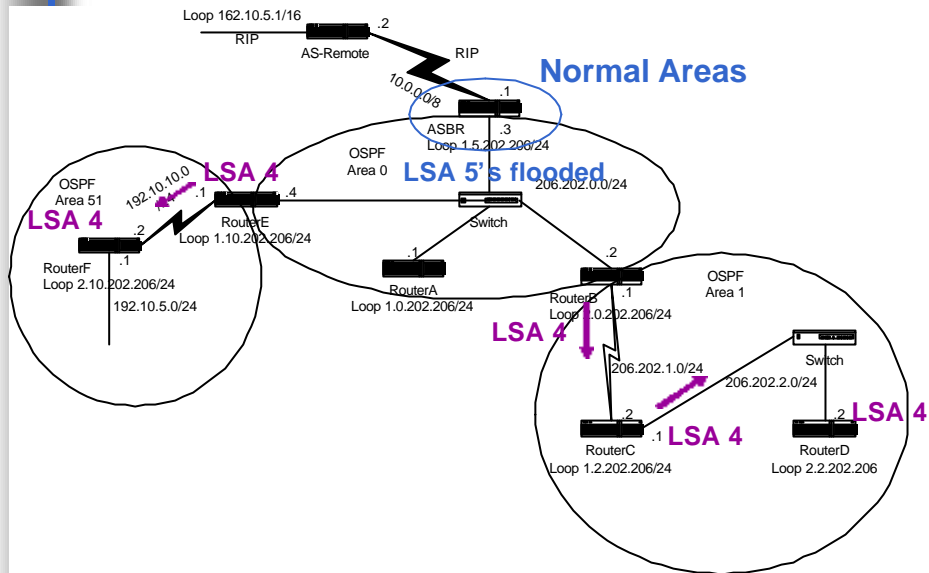 Loop 162.10.5.1/16
RIP
.2
AS-Remote
RIP
10.0.0.0/8
Normal Areas
.1
ASBR
.3
Loop 1.5.202.206/24
OSPF
Area 0
LSA 5's flooded
206.202.0.0/24
Switch
OSPF
Area 51
192.10.10.0
LSA 4
.1
.4
RouterE
Loop 1.10.202.206/24
LSA 4
.2
.1
RouterF
Loop 2.10.202.206/24
192.10.5.0/24
.1
RouterA
Loop 1.0.202.206/24
.2
.1
RouterB
Loop 2.0.202.206/24
OSPF
Area 1
LSA 4
206.202.1.0/24
Switch
206.202.2.0/24
.2
.1
LSA 4
RouterC
Loop 1.2.202.206/24
.2
LSA 4
RouterD
Loop 2.2.202.206